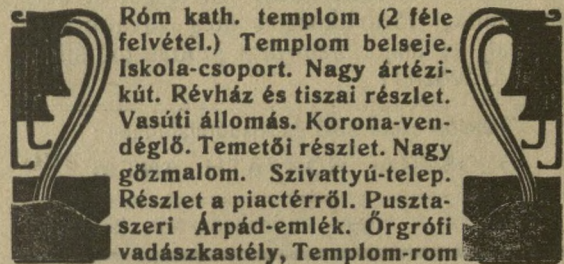 Róm kath. templom (2 féle
felvétel.) Templom belseje.
Iskola-csoport. Nagy ártézi-
kút. Révház és tiszai részlet.
Vasúti állomás. Korona-ven-
déglő. Temetői részlet. Nagy
gőzmalom. Szivattyú-telep.
Részlet a piactérről. Puszta-
szeri Árpád-emlék. Őrgrófi
vadászkastély, Templom-rom